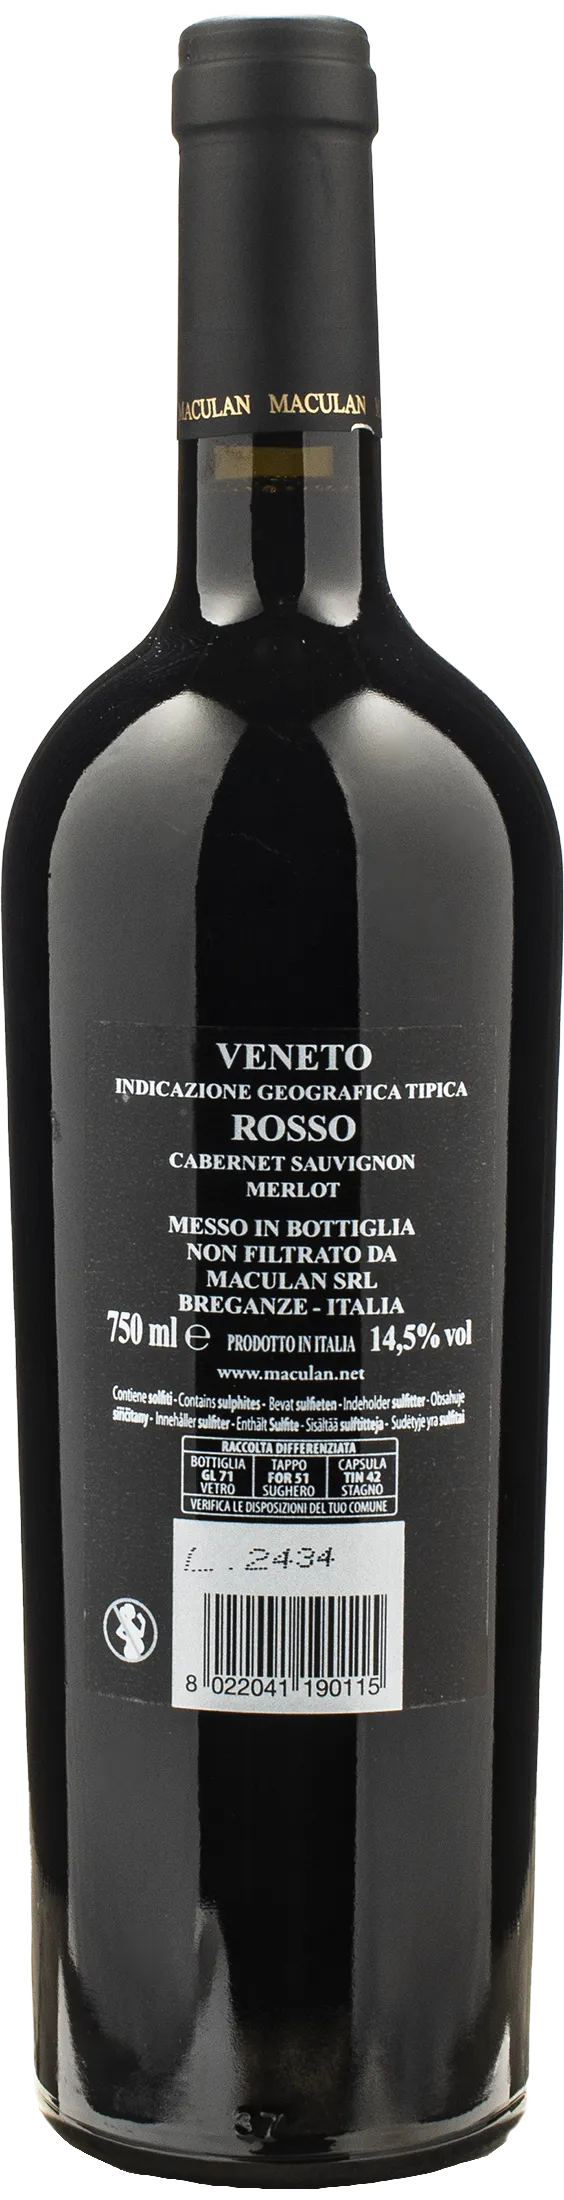 MACULAN MACULAN
VENETO
INDICAZIONE GEOGRAFICA TIPICA
ROSSO
CABERNET SAUVIGNON
MERLOT
MESSO IN BOTTIGLIA
NON FILTRATO DA
MACULAN SRL
BREGANZE - ITALIA
750 ml ℮ PRODOTTO IN ITALIA 14,5% vol
www.maculan.net
Contiene solfiti - Contains sulphites - Bevat sulfieten - Indeholder sulfitter - Obsahuje
siřičitany - Innehåller sulfiter - Enthält Sulfite - Sisältää sulfiitteja - Sudėtyje yra sulfitai
RACCOLTA DIFFERENZIATA
BOTTIGLIA TAPPO CAPSULA
GL 71 FOR 51 TIN 42
VETRO SUGHERO STAGNO
VERIFICA LE DISPOSIZIONI DEL TUO COMUNE
L. 2434
8 022041 190115
37